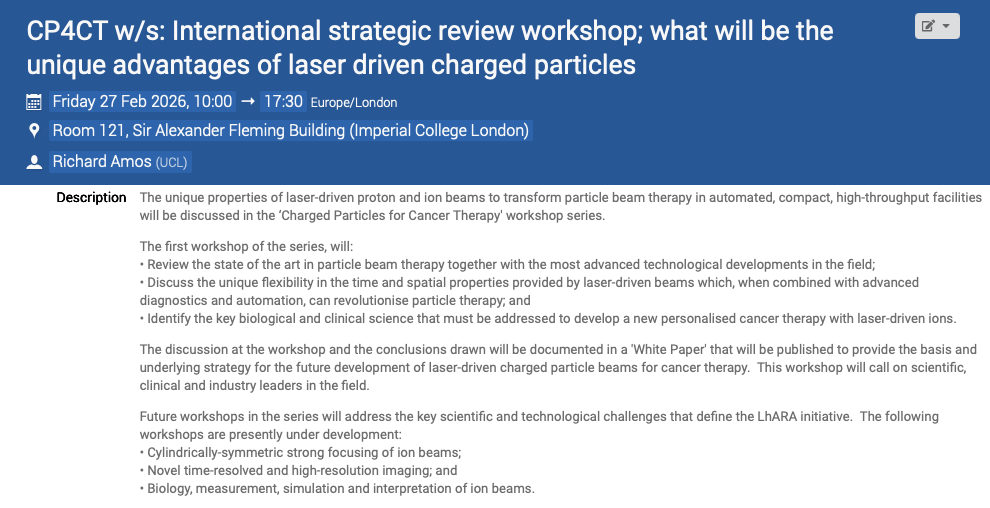 CP4CT w/s: International strategic review workshop; what will be the
unique advantages of laser driven charged particles
Friday 27 Feb 2026, 10:00 → 17:30 Europe/London
Room 121, Sir Alexander Fleming Building (Imperial College London)
Richard Amos (UCL)
Description The unique properties of laser-driven proton and ion beams to transform particle beam therapy in automated, compact, high-throughput facilities
will be discussed in the 'Charged Particles for Cancer Therapy' workshop series.
The first workshop of the series, will:
• Review the state of the art in particle beam therapy together with the most advanced technological developments in the field;
• Discuss the unique flexibility in the time and spatial properties provided by laser-driven beams which, when combined with advanced
diagnostics and automation, can revolutionise particle therapy; and
• Identify the key biological and clinical science that must be addressed to develop a new personalised cancer therapy with laser-driven ions.
The discussion at the workshop and the conclusions drawn will be documented in a 'White Paper' that will be published to provide the basis and
underlying strategy for the future development of laser-driven charged particle beams for cancer therapy.  This workshop will call on scientific,
clinical and industry leaders in the field.
Future workshops in the series will address the key scientific and technological challenges that define the LhARA initiative.  The following
workshops are presently under development:
• Cylindrically-symmetric strong focusing of ion beams;
• Novel time-resolved and high-resolution imaging; and
• Biology, measurement, simulation and interpretation of ion beams.